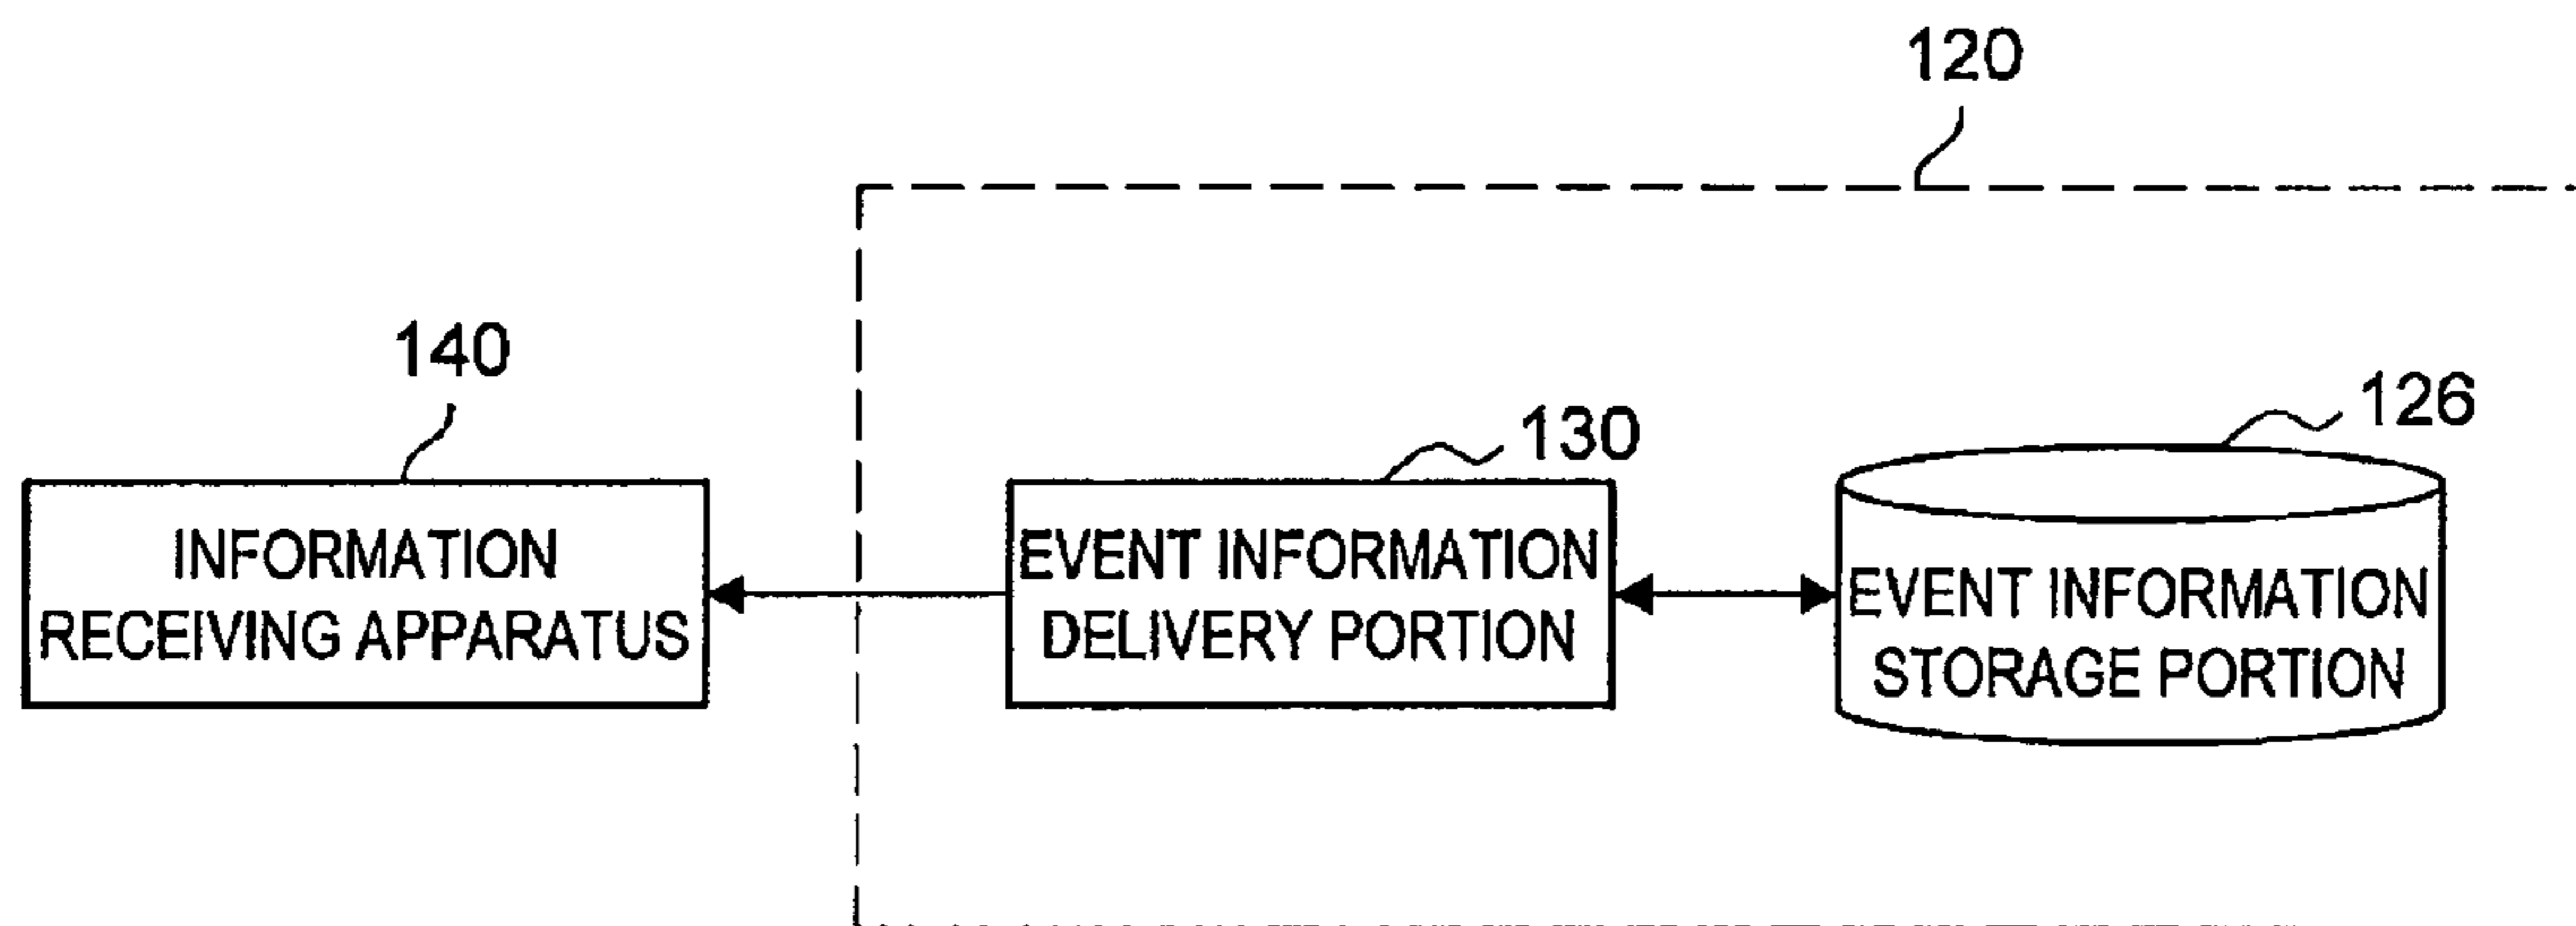 120
140
130
126
INFORMATION
RECEIVING APPARATUS
EVENT INFORMATION
DELIVERY PORTION
EVENT INFORMATION
STORAGE PORTION